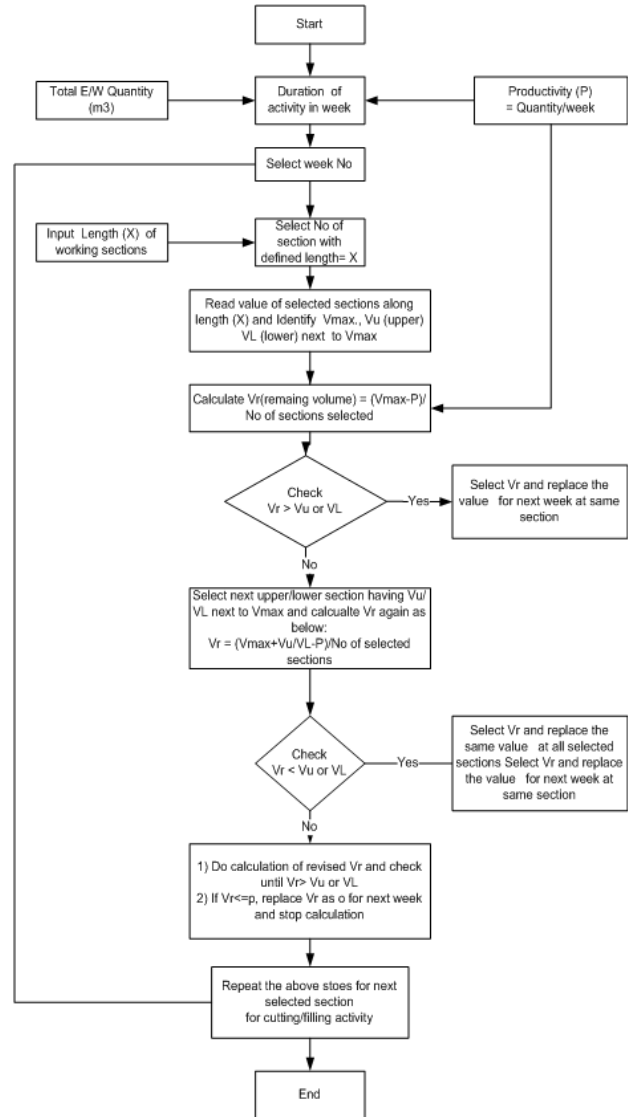 Start
Total E/W Quantity
(m3)
Duration of
activity in week
Productivity (P)
= Quantity/week
Select week No
Input Length (X) of
working sections
Select No of
section with
defined length= X
Read value of selected sections along
length (X) and Identify Vmax., Vu (upper)
VL (lower) next to Vmax
Calculate Vr(remaing volume) = (Vmax-P)/
No of sections selected
Check
Vr > Vu or VL
Yes
Select Vr and replace the
value for next week at same
section
No
Select next upper/lower section having Vu/
VL next to Vmax and calcualte Vr again as
below:
Vr = (Vmax+Vu/VL-P)/No of selected
sections
Check
Vr < Vu or VL
Yes
Select Vr and replace the
same value at all selected
sections Select Vr and replace
the value for next week at
same section
No
1) Do calculation of revised Vr and check
until Vr> Vu or VL
2) If Vr<=p, replace Vr as o for next week
and stop calculation
Repeat the above stoes for next
selected section
for cutting/filling activity
End